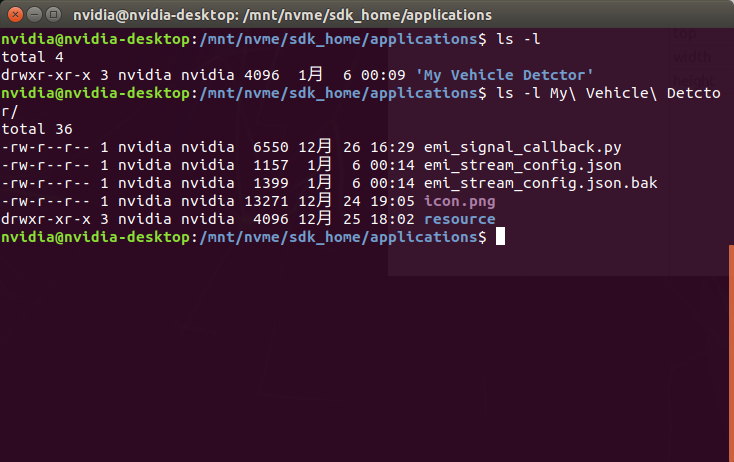 nvidia@nvidia-desktop: /mnt/nvme/sdk_home/applications
nvidia@nvidia-desktop:/mnt/nvme/sdk_home/applications$ ls -l
total 4
drwxr-xr-x 3 nvidia nvidia 4096  1月   6 00:09 'My Vehicle Detctor'
nvidia@nvidia-desktop:/mnt/nvme/sdk_home/applications$ ls -l My\ Vehicle\ Detcto
r/
total 36
-rw-r--r-- 1 nvidia nvidia  6550 12月 26 16:29 emi_signal_callback.py
-rw-r--r-- 1 nvidia nvidia  1157  1月   6 00:14 emi_stream_config.json
-rw-r--r-- 1 nvidia nvidia  1399  1月   6 00:14 emi_stream_config.json.bak
-rw-r--r-- 1 nvidia nvidia 13271 12月 24 19:05 icon.png
drwxr-xr-x 3 nvidia nvidia  4096 12月 25 18:02 resource
nvidia@nvidia-desktop:/mnt/nvme/sdk_home/applications$
top
width